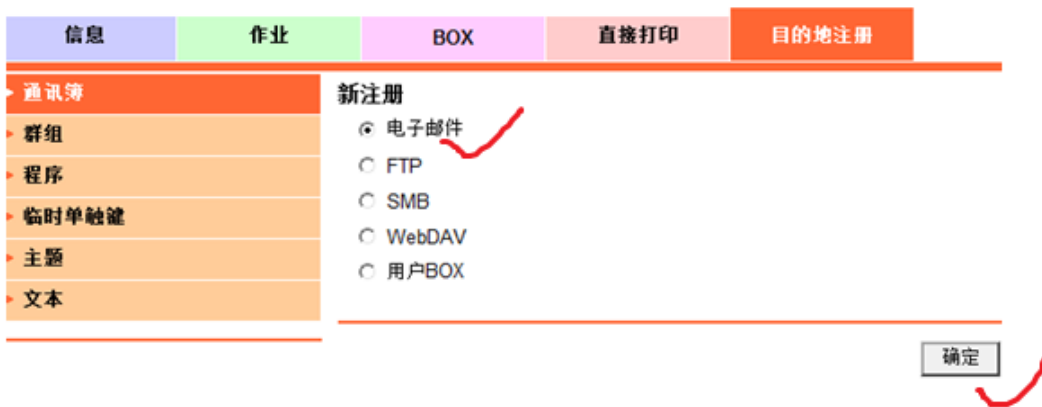 信息 作业 BOX 直接打印 目的地注册
通讯簿
群组
程序
临时单触键
主题
文本
新注册
电子邮件
FTP
SMB
WebDAV
用户BOX
确定